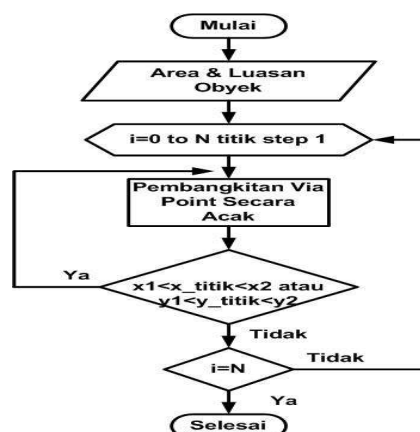 Mulai
Area & Luasan
Obyek
i=0 to N titik step 1
Pembangkitan Via
Point Secara
Acak
Ya
x1<x_titik<x2 atau
y1<y_titik<y2
Tidak
i=N
Tidak
Ya
Selesai